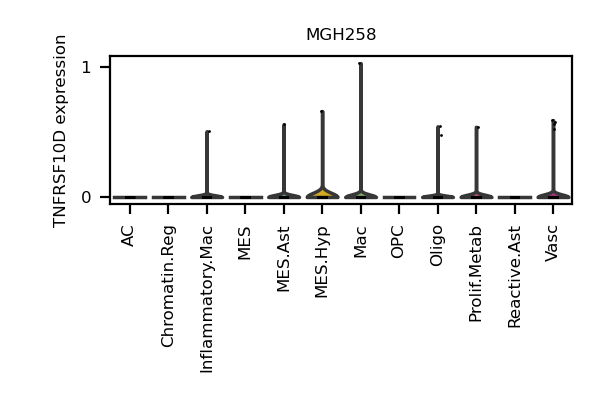 MGH258
TNFRSF10D expression
1
0
AC
Chromatin.Reg
Inflammatory.Mac
MES
MES.Ast
MES.Hyp
Mac
OPC
Oligo
Prolif.Metab
Reactive.Ast
Vasc